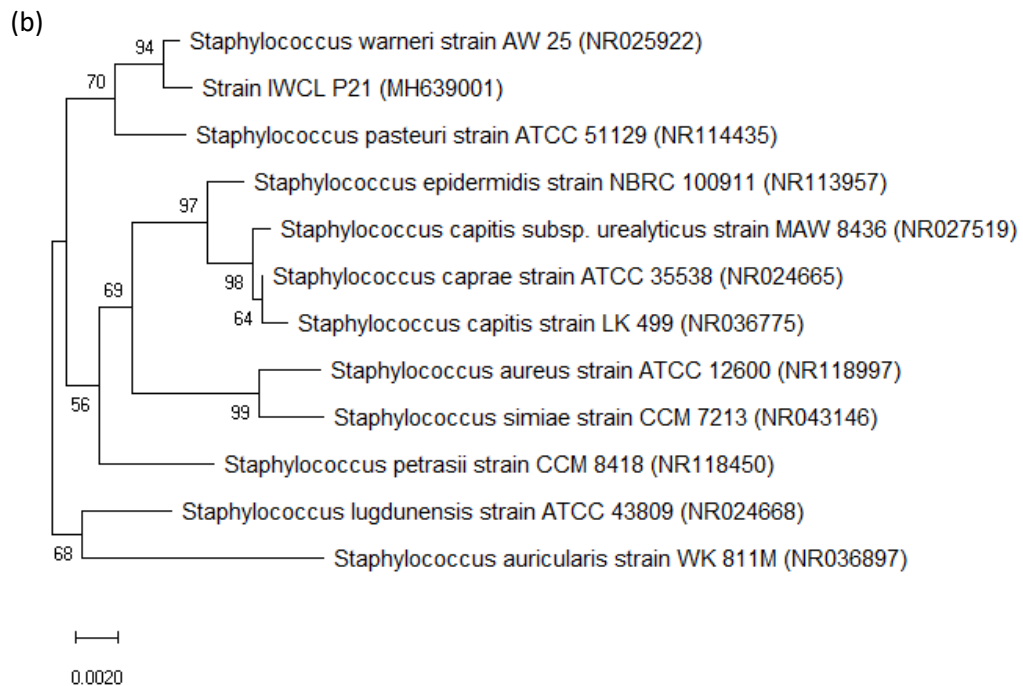 (b)
94
Staphylococcus warneri strain AW 25 (NR025922)
70
Strain IWCL P21 (MH639001)
Staphylococcus pasteuri strain ATCC 51129 (NR114435)
97
Staphylococcus epidermidis strain NBRC 100911 (NR113957)
Staphylococcus capitis subsp. urealyticus strain MAW 8436 (NR027519)
98
Staphylococcus caprae strain ATCC 35538 (NR024665)
69
64
Staphylococcus capitis strain LK 499 (NR036775)
Staphylococcus aureus strain ATCC 12600 (NR118997)
56
99
Staphylococcus simiae strain CCM 7213 (NR043146)
Staphylococcus petrasii strain CCM 8418 (NR118450)
Staphylococcus lugdunensis strain ATCC 43809 (NR024668)
68
Staphylococcus auricularis strain WK 811M (NR036897)
0.0020